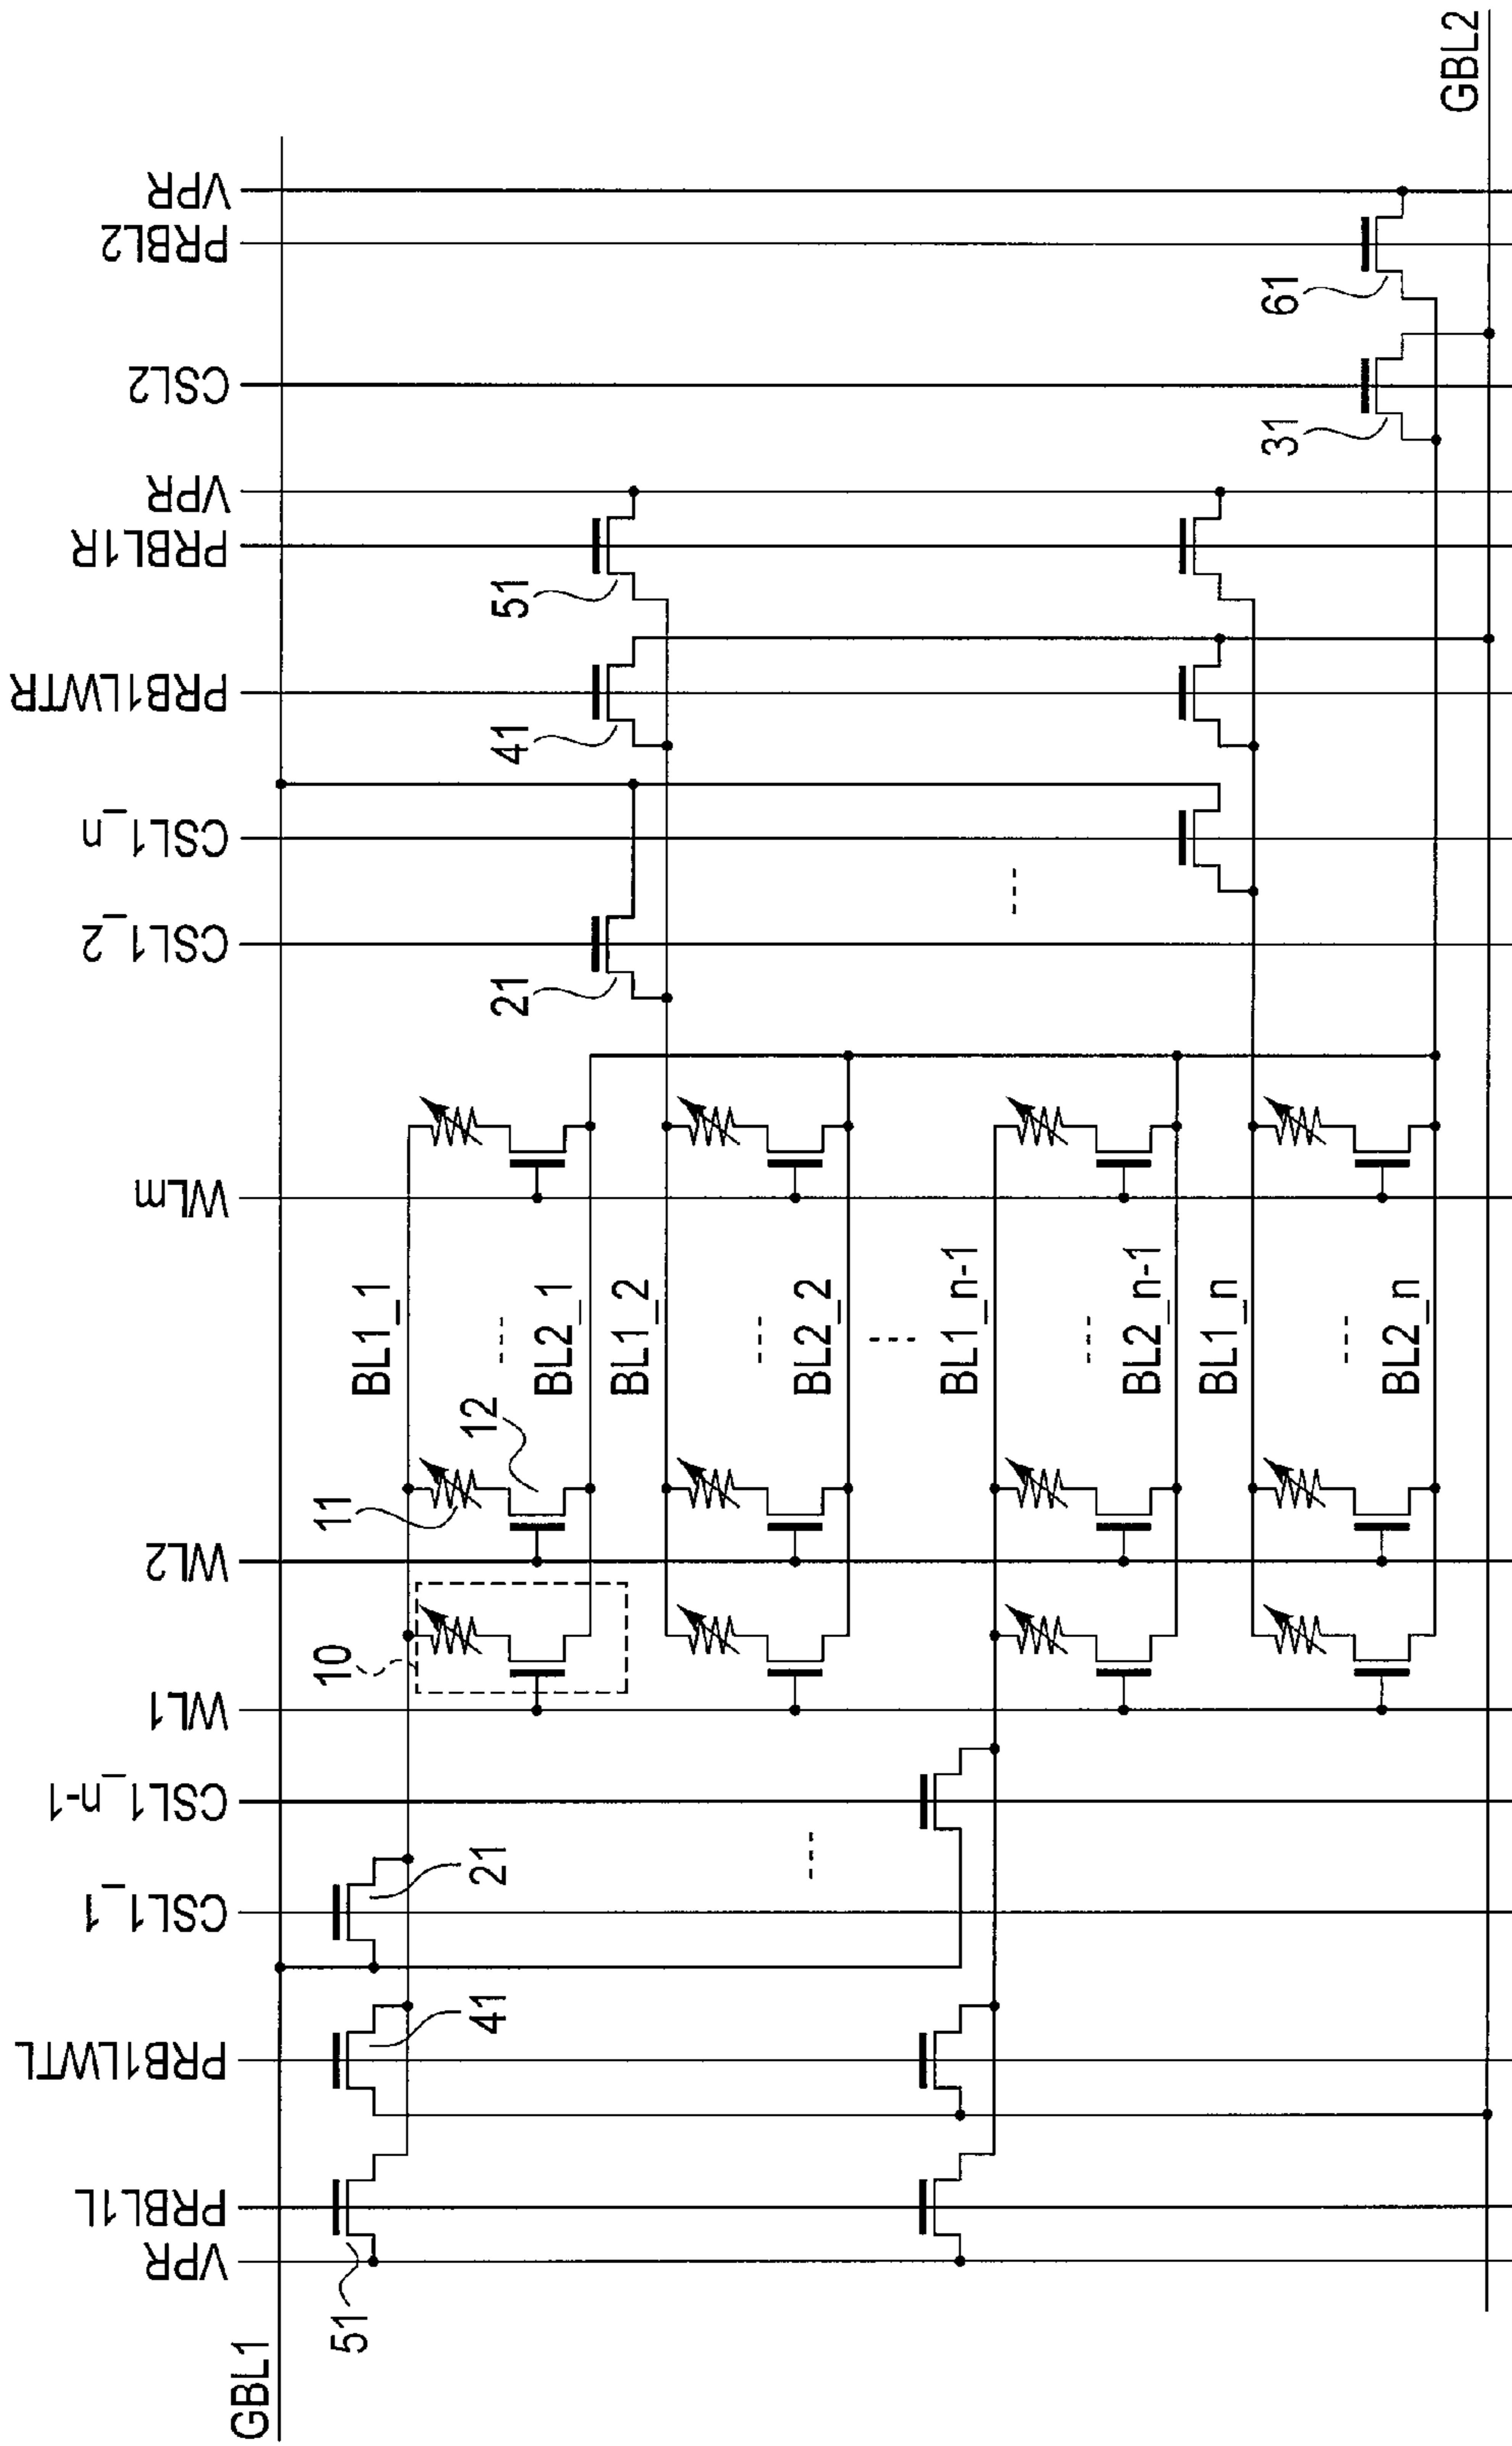 VPR
PRBL1L
PRB1LWTL
CSL1_1
CSL1_n-1
WL1
WL2
WLm
CSL1_2
CSL1_n
PRB1LWTR
PRBL1R
VPR
CSL2
PRBL2
VPR
GBL1
51
10
11
BL1_1
41
21
12
21
41
51
BL2_1
BL1_2
BL2_2
BL1_n-1
BL2_n-1
BL1_n
31
61
BL2_n
GBL2